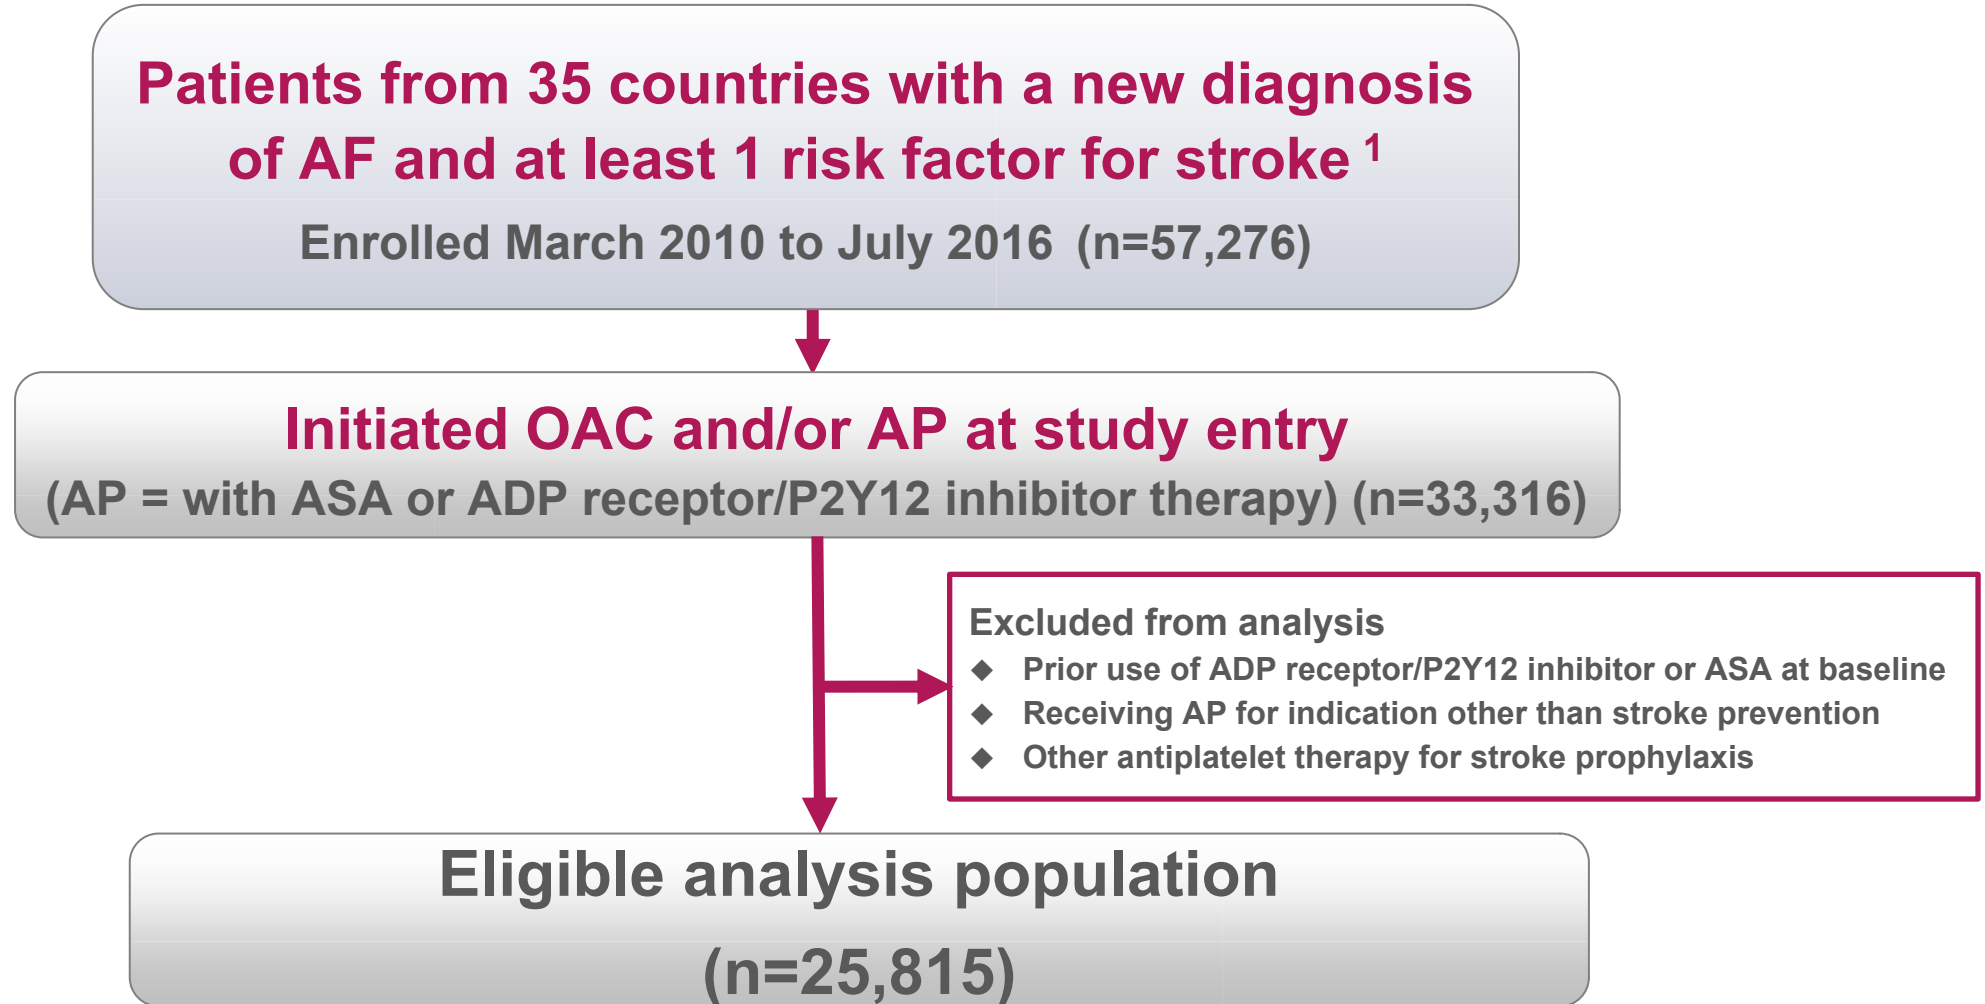 Patients from 35 countries with a new diagnosis
of AF and at least 1 risk factor for stroke 1
Enrolled March 2010 to July 2016 (n=57,276)
Initiated OAC and/or AP at study entry
(AP = with ASA or ADP receptor/P2Y12 inhibitor therapy) (n=33,316)
Excluded from analysis
◆ Prior use of ADP receptor/P2Y12 inhibitor or ASA at baseline
◆ Receiving AP for indication other than stroke prevention
◆ Other antiplatelet therapy for stroke prophylaxis
Eligible analysis population
(n=25,815)